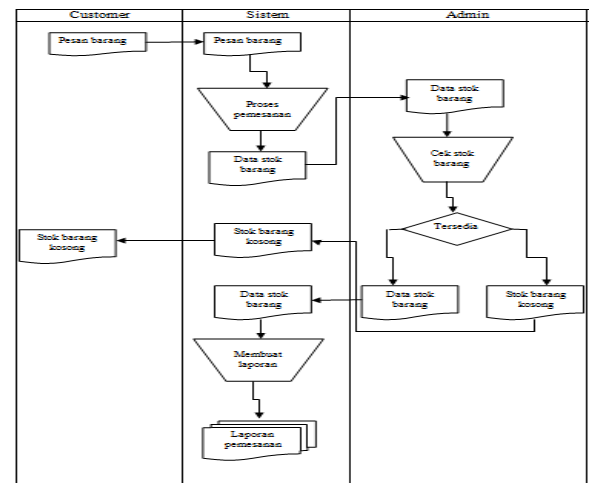 Customer
Sistem
Admin
Pesan barang
Pesan barang
Proses
pemesanan
Data stok
barang
Data stok
barang
Cek stok
barang
Tersedia
Stok barang
kosong
Stok barang
kosong
Data stok
barang
Data stok
barang
Stok barang
kosong
Membuat
laporan
Laporan
pemesanan